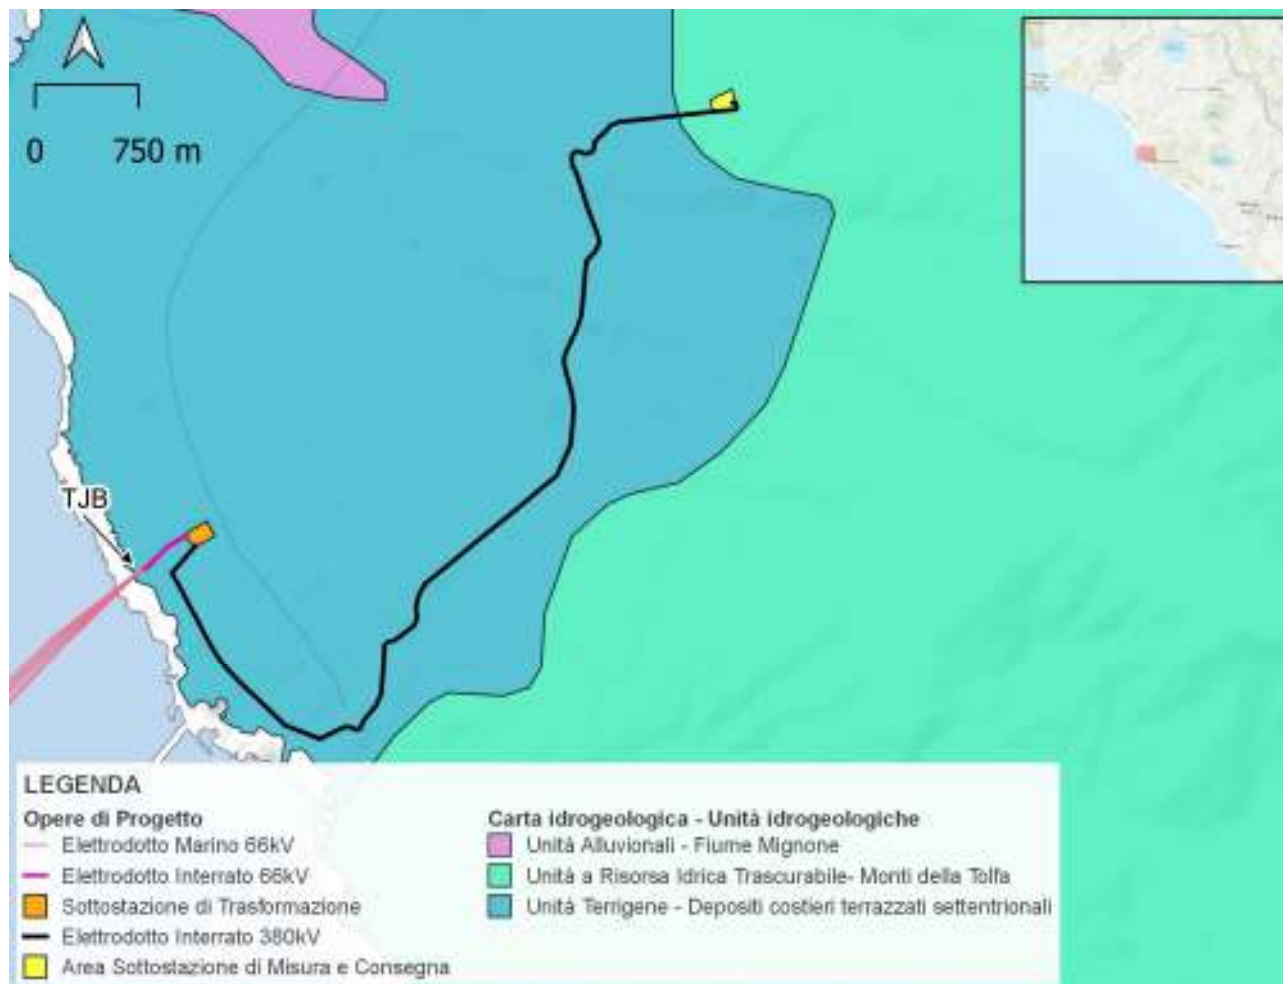 0 750 m
TJB
LEGENDA
Opere di Progetto
Elettrodotto Marino 66kV
Elettrodotto Interrato 66kV
Sottostazione di Trasformazione
Elettrodotto Interrato 380kV
Area Sottostazione di Misura e Consegna
Carta idrogeologica - Unità idrogeologiche
Unità Alluvionali - Fiume Mignone
Unità a Risorsa Idrica Trascurabile- Monti della Tolfa
Unità Terrigene - Depositi costieri terrazzati settentrionali